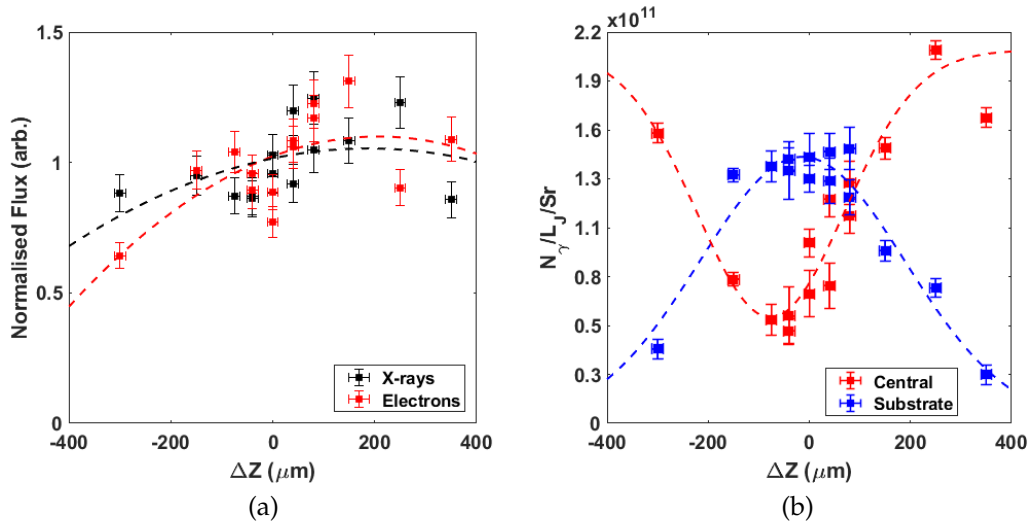 Normalised Flux (arb.)
1.5
1
0.5
0
X-rays
Electrons
-400 -200 0 200 400
ΔZ (μm)
(a)
×10¹¹
N_γ/L_J/Sr
2.2
1.9
1.6
1.3
1.1
0.8
0.5
0.3
0
Central
Substrate
-400 -200 0 200 400
ΔZ (μm)
(b)